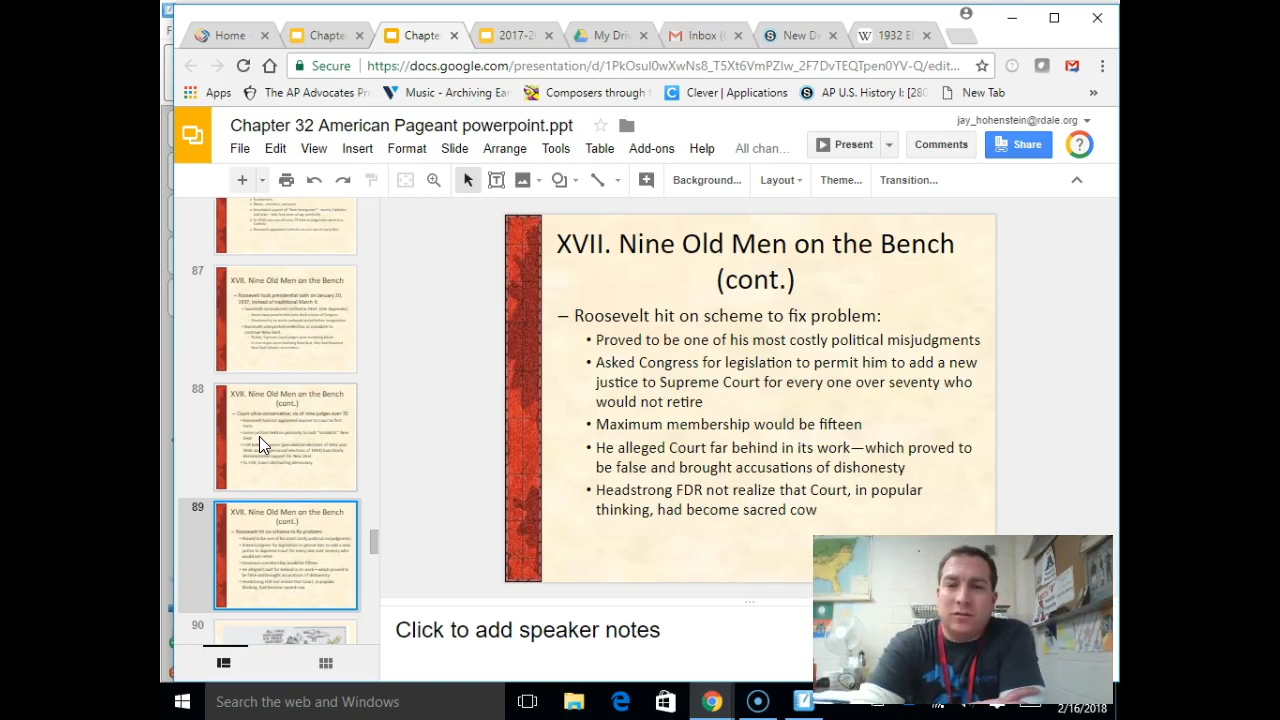 Home
Chapte
Chapte
2017-2
My Dri
Inbox (
New D
1932 E
Secure
https://docs.google.com/presentation/d/1PkOsul0wXwNs8_T5Xt6VmPZIw_2F7DvTEQTpen0YV-Q/edit...
Apps
The AP Advocates Pr
Music - Archiving Ear
Composers through t
Clever | Applications
AP U.S. History I: [280
New Tab
Chapter 32 American Pageant powerpoint.ppt
jay_hohenstein@rdale.org
File Edit View Insert Format Slide Arrange Tools Table Add-ons Help All chan...
Present
Comments
Share
Background...
Layout
Theme...
Transition...
87
XVII. Nine Old Men on the Bench
88
XVII. Nine Old Men on the Bench
(cont.)
89
XVII. Nine Old Men on the Bench
(cont.)
90
XVII. Nine Old Men on the Bench
(cont.)
– Roosevelt hit on scheme to fix problem:
• Proved to be one of his most costly political misjudgments
• Asked Congress for legislation to permit him to add a new
justice to Supreme Court for every one over seventy who
would not retire
• Maximum membership would be fifteen
• He alleged Court far behind in its work—which proved to
be false and brought accusations of dishonesty
• Headstrong FDR not realize that Court, in popular
thinking, had become sacred cow
Click to add speaker notes
Search the web and Windows
2/16/2018